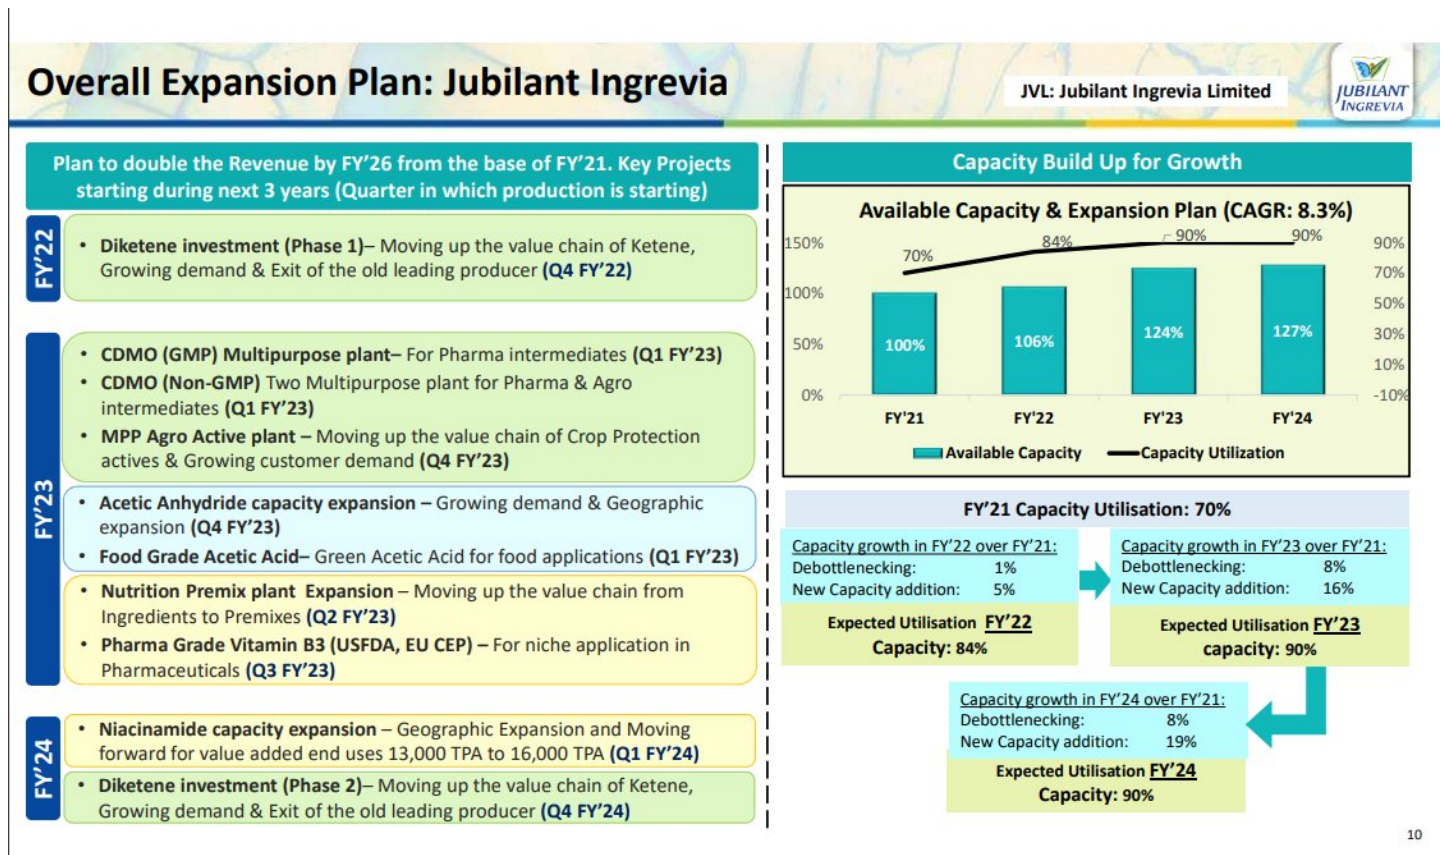 Overall Expansion Plan: Jubilant Ingrevia
JVL: Jubilant Ingrevia Limited
JUBILANT
INGREVIA
Plan to double the Revenue by FY'26 from the base of FY'21. Key Projects
starting during next 3 years (Quarter in which production is starting)
FY'22
• Diketene investment (Phase 1)– Moving up the value chain of Ketene,
Growing demand & Exit of the old leading producer (Q4 FY'22)
FY'23
• CDMO (GMP) Multipurpose plant– For Pharma intermediates (Q1 FY'23)
• CDMO (Non-GMP) Two Multipurpose plant for Pharma & Agro
intermediates (Q1 FY'23)
• MPP Agro Active plant – Moving up the value chain of Crop Protection
actives & Growing customer demand (Q4 FY'23)
• Acetic Anhydride capacity expansion – Growing demand & Geographic
expansion (Q4 FY'23)
• Food Grade Acetic Acid– Green Acetic Acid for food applications (Q1 FY'23)
• Nutrition Premix plant Expansion – Moving up the value chain from
Ingredients to Premixes (Q2 FY'23)
• Pharma Grade Vitamin B3 (USFDA, EU CEP) – For niche application in
Pharmaceuticals (Q3 FY'23)
FY'24
• Niacinamide capacity expansion – Geographic Expansion and Moving
forward for value added end uses 13,000 TPA to 16,000 TPA (Q1 FY'24)
• Diketene investment (Phase 2)– Moving up the value chain of Ketene,
Growing demand & Exit of the old leading producer (Q4 FY'24)
Capacity Build Up for Growth
Available Capacity & Expansion Plan (CAGR: 8.3%)
150%
100%
50%
0%
70%
84%
90%
90%
100%
106%
124%
127%
90%
70%
50%
30%
10%
-10%
FY'21
FY'22
FY'23
FY'24
Available Capacity
Capacity Utilization
FY'21 Capacity Utilisation: 70%
Capacity growth in FY'22 over FY'21:
Debottlenecking: 1%
New Capacity addition: 5%
Expected Utilisation FY'22
Capacity: 84%
Capacity growth in FY'23 over FY'21:
Debottlenecking: 8%
New Capacity addition: 16%
Expected Utilisation FY'23
capacity: 90%
Capacity growth in FY'24 over FY'21:
Debottlenecking: 8%
New Capacity addition: 19%
Expected Utilisation FY'24
Capacity: 90%
10